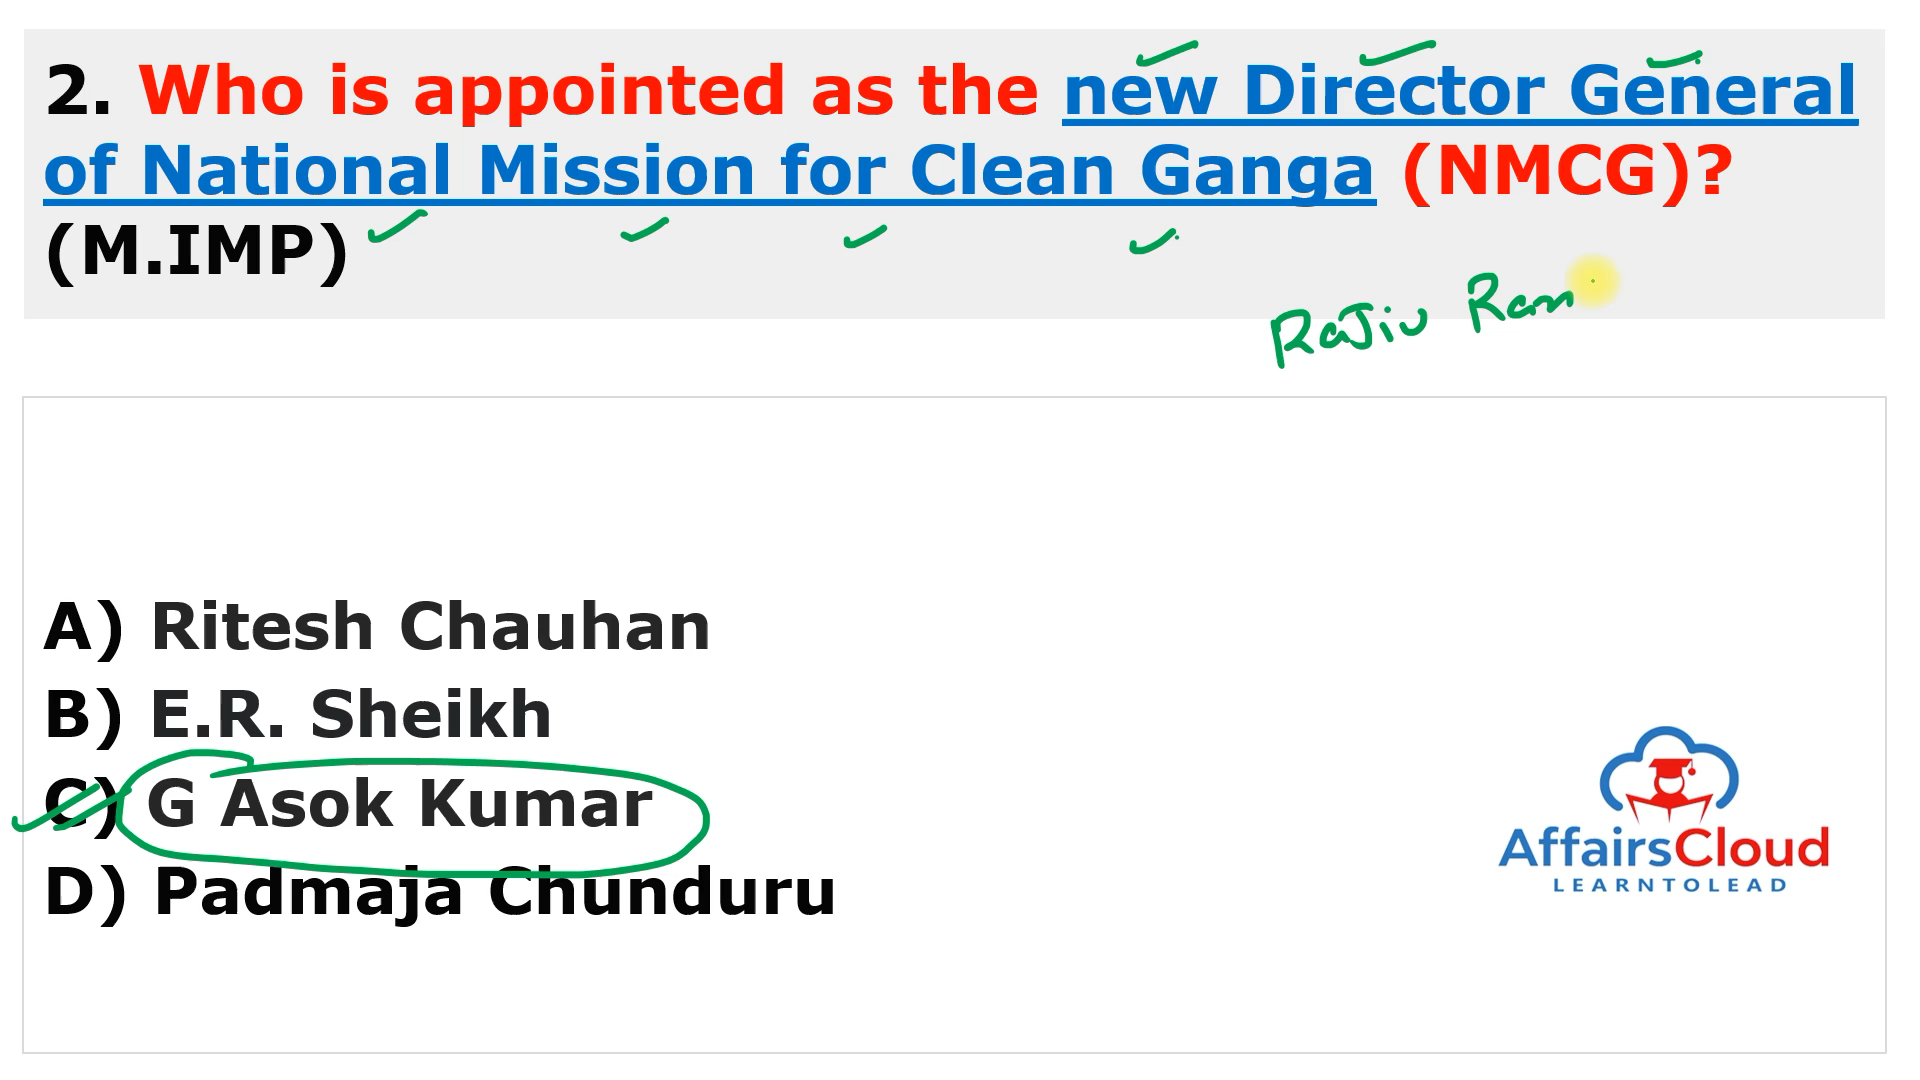 2. Who is appointed as the new Director General
of National Mission for Clean Ganga (NMCG)?
(M.IMP)
Rajiv Ran
A) Ritesh Chauhan
B) E.R. Sheikh
C) G Asok Kumar
D) Padmaja Chunduru
AffairsCloud
LEARNTOLEAD